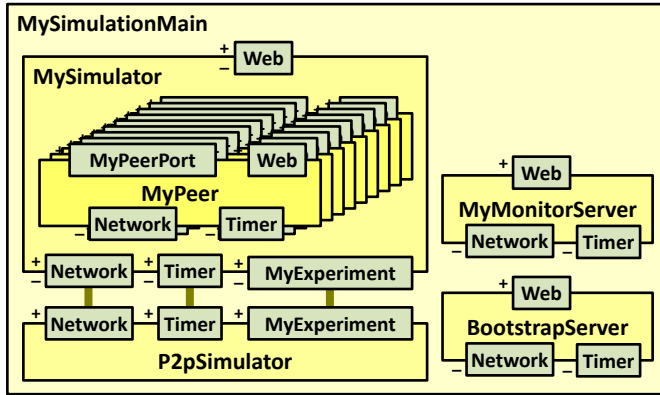 MySimulationMain
+
−
Web
MySimulator
MyPeerPort
Web
MyPeer
−
Network
−
Timer
+
−
Network
+
−
Timer
+
−
MyExperiment
+
Network
+
Timer
+
MyExperiment
P2pSimulator
+
Web
MyMonitorServer
−
Network
−
Timer
+
Web
BootstrapServer
−
Network
−
Timer